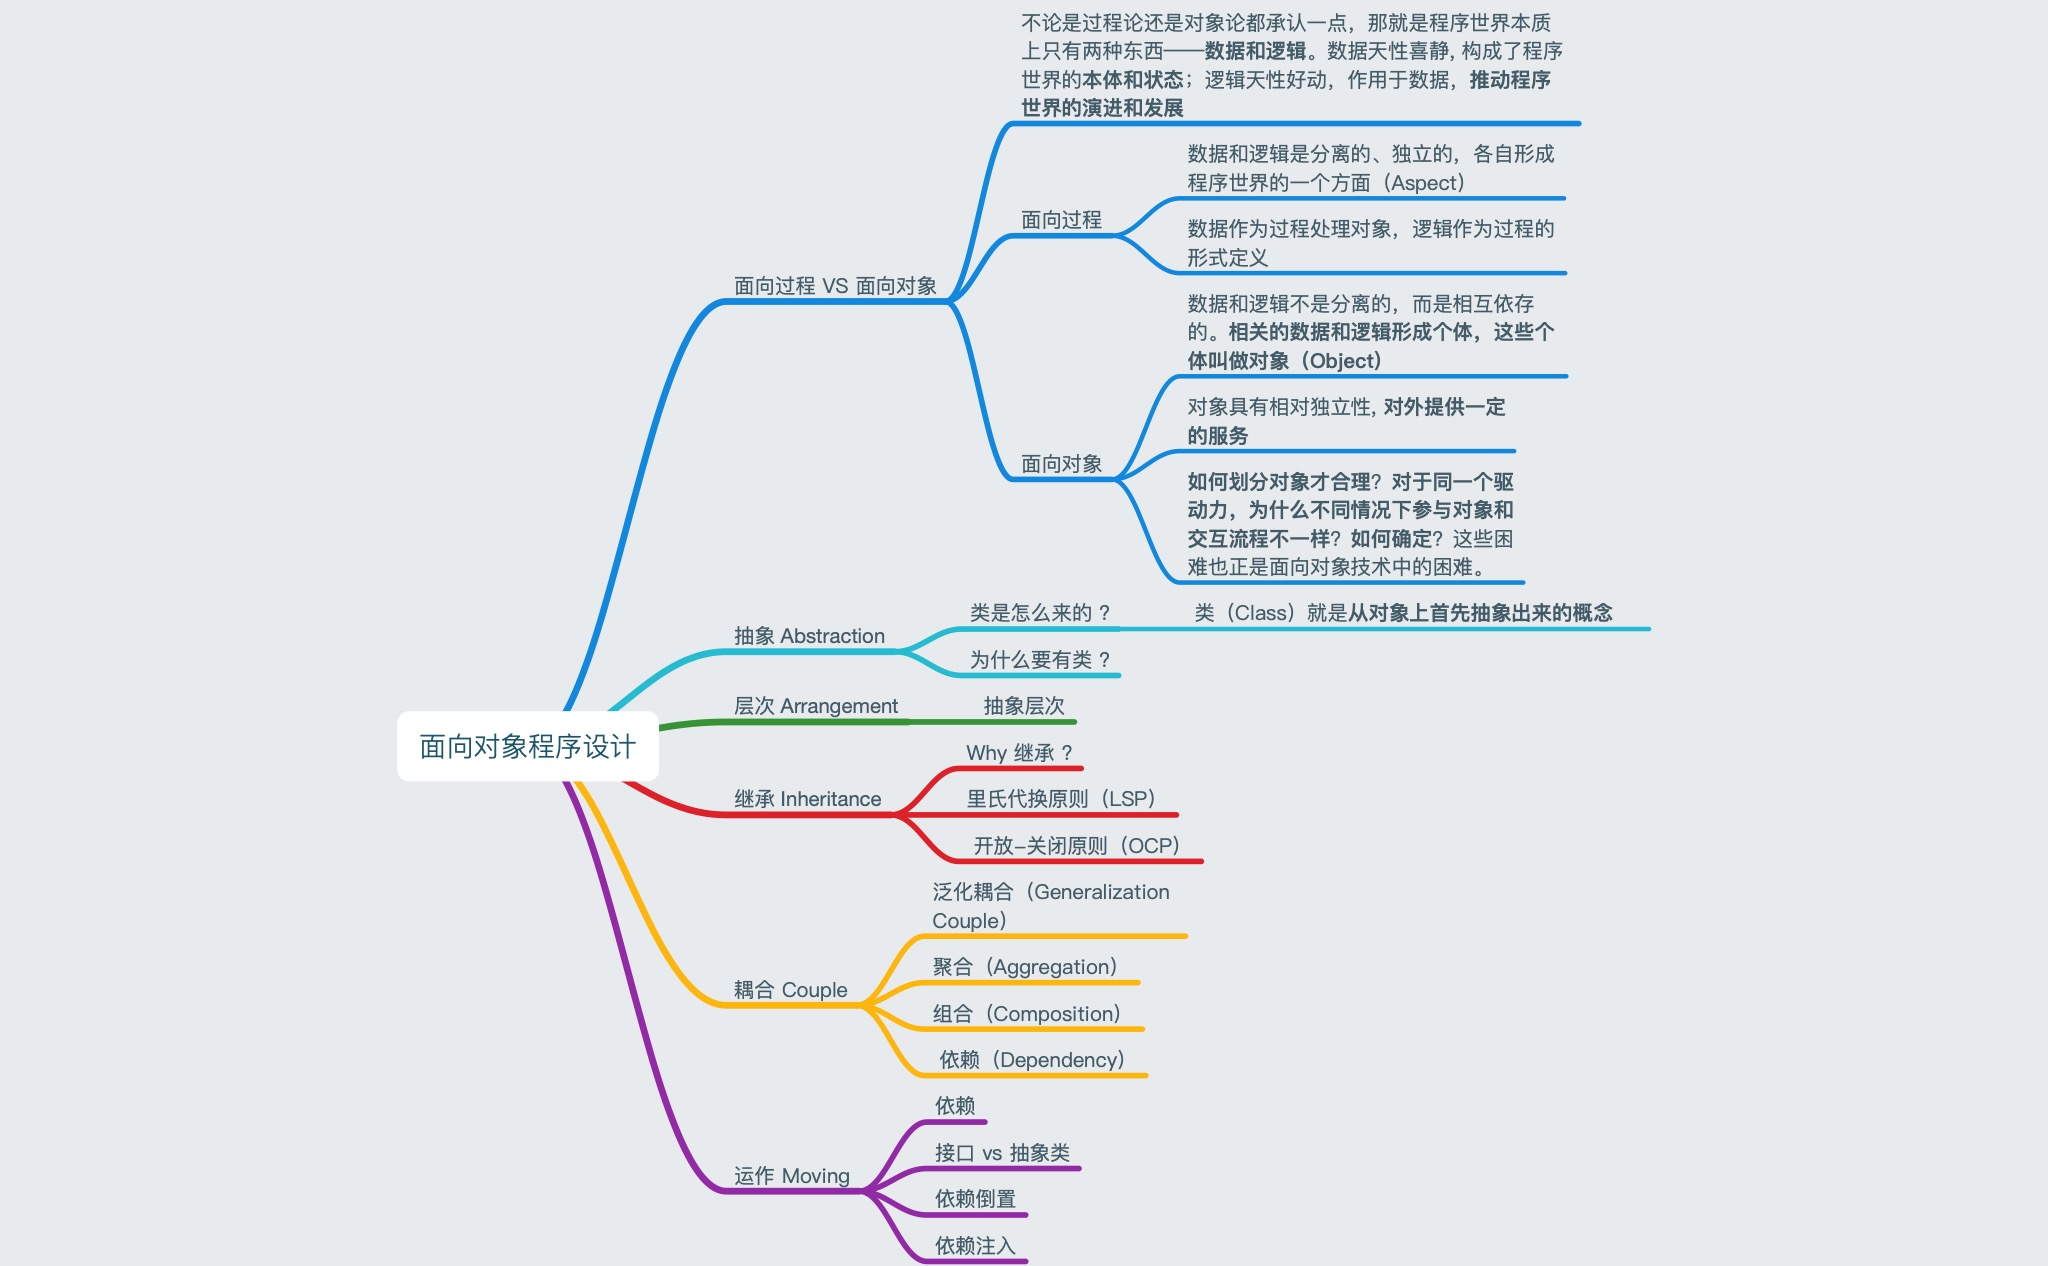 不论是过程论还是对象论都承认一点，那就是程序世界本质
上只有两种东西——数据和逻辑。数据天性喜静, 构成了程序
世界的本体和状态；逻辑天性好动，作用于数据，推动程序
世界的演进和发展
数据和逻辑是分离的、独立的，各自形成
程序世界的一个方面（Aspect）
面向过程
数据作为过程处理对象，逻辑作为过程的
形式定义
面向过程 VS 面向对象
数据和逻辑不是分离的，而是相互依存
的。相关的数据和逻辑形成个体，这些个
体叫做对象（Object）
对象具有相对独立性, 对外提供一定
的服务
面向对象
如何划分对象才合理？对于同一个驱
动力，为什么不同情况下参与对象和
交互流程不一样？如何确定？这些困
难也正是面向对象技术中的困难。
类是怎么来的 ?
类（Class）就是从对象上首先抽象出来的概念
抽象 Abstraction
为什么要有类 ?
层次 Arrangement
抽象层次
面向对象程序设计
Why 继承 ?
继承 Inheritance
里氏代换原则（LSP）
开放-关闭原则（OCP）
泛化耦合（Generalization
Couple）
聚合（Aggregation）
耦合 Couple
组合（Composition）
依赖（Dependency）
依赖
接口 vs 抽象类
运作 Moving
依赖倒置
依赖注入